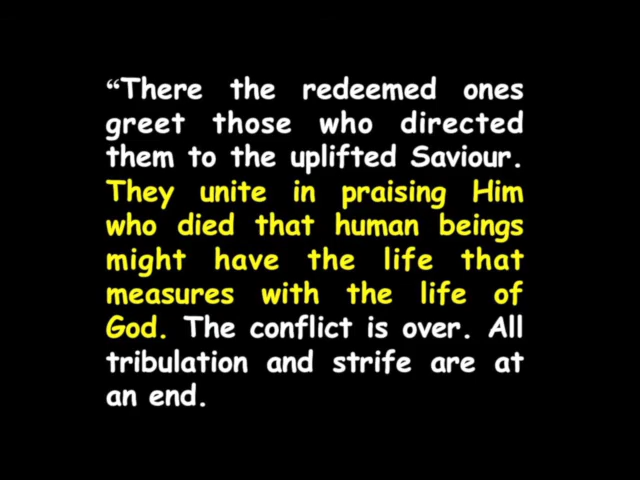 “There the redeemed ones
greet those who directed
them to the uplifted Saviour.
They unite in praising Him
who died that human beings
might have the life that
measures with the life of
God. The conflict is over. All
tribulation and strife are at
an end.